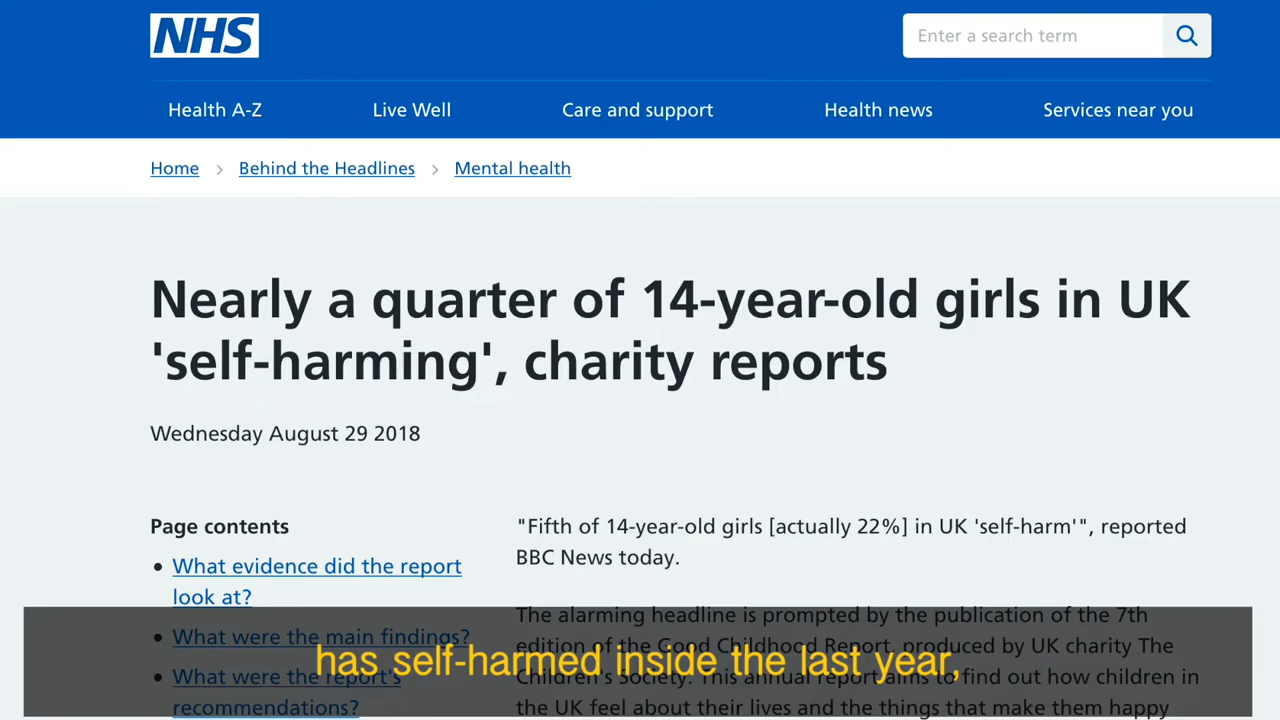 NHS
Enter a search term
Health A-Z
Live Well
Care and support
Health news
Services near you
Home > Behind the Headlines > Mental health
Nearly a quarter of 14-year-old girls in UK
'self-harming', charity reports
Wednesday August 29 2018
Page contents
• What evidence did the report
look at?
• What were the main findings?
• What were the report's
recommendations?
"Fifth of 14-year-old girls [actually 22%] in UK 'self-harm'", reported
BBC News today.
The alarming headline is prompted by the publication of the 7th
edition of the Good Childhood Report, produced by UK charity The
Children's Society. This annual report aims to find out how children in
the UK feel about their lives and the things that make them happy
has self-harmed inside the last year,